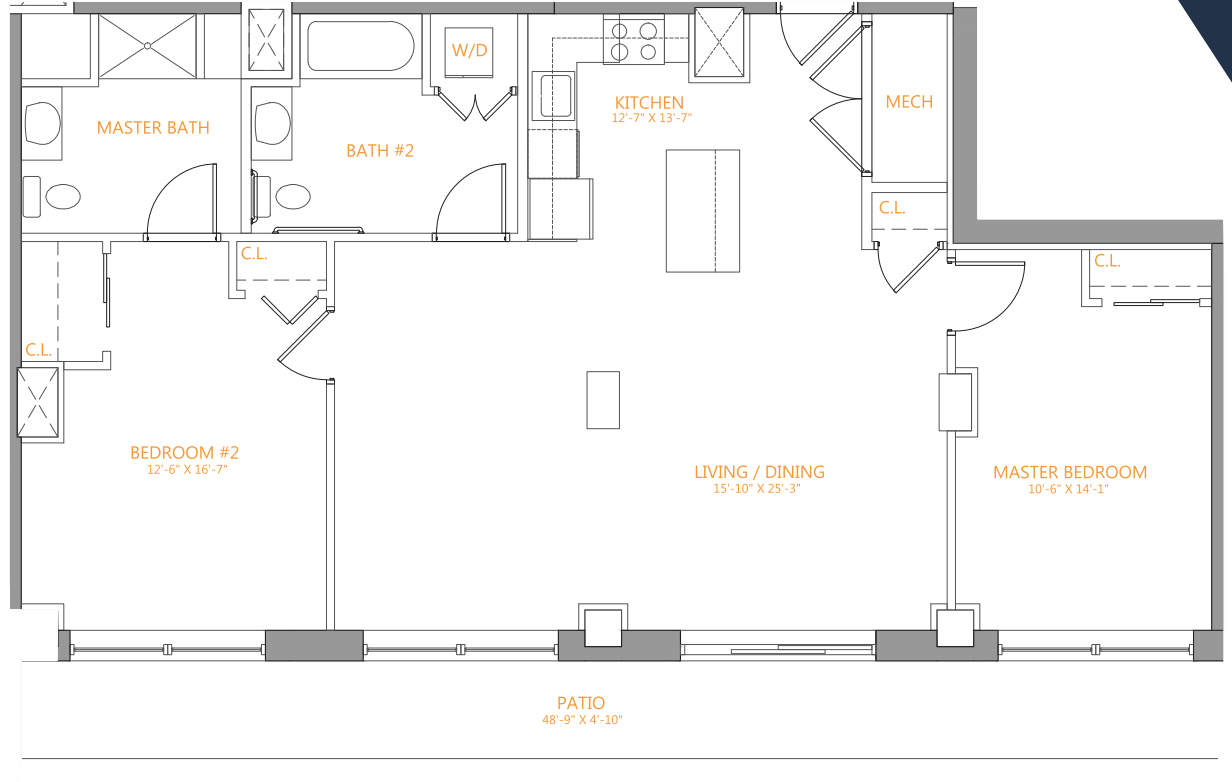 W/D
KITCHEN
12'-7" X 13'-7"
MECH
MASTER BATH
BATH #2
C.L.
C.L.
C.L.
C.L.
BEDROOM #2
12'-6" X 16'-7"
LIVING / DINING
15'-10" X 25'-3"
MASTER BEDROOM
10'-6" X 14'-1"
PATIO
48'-9" X 4'-10"